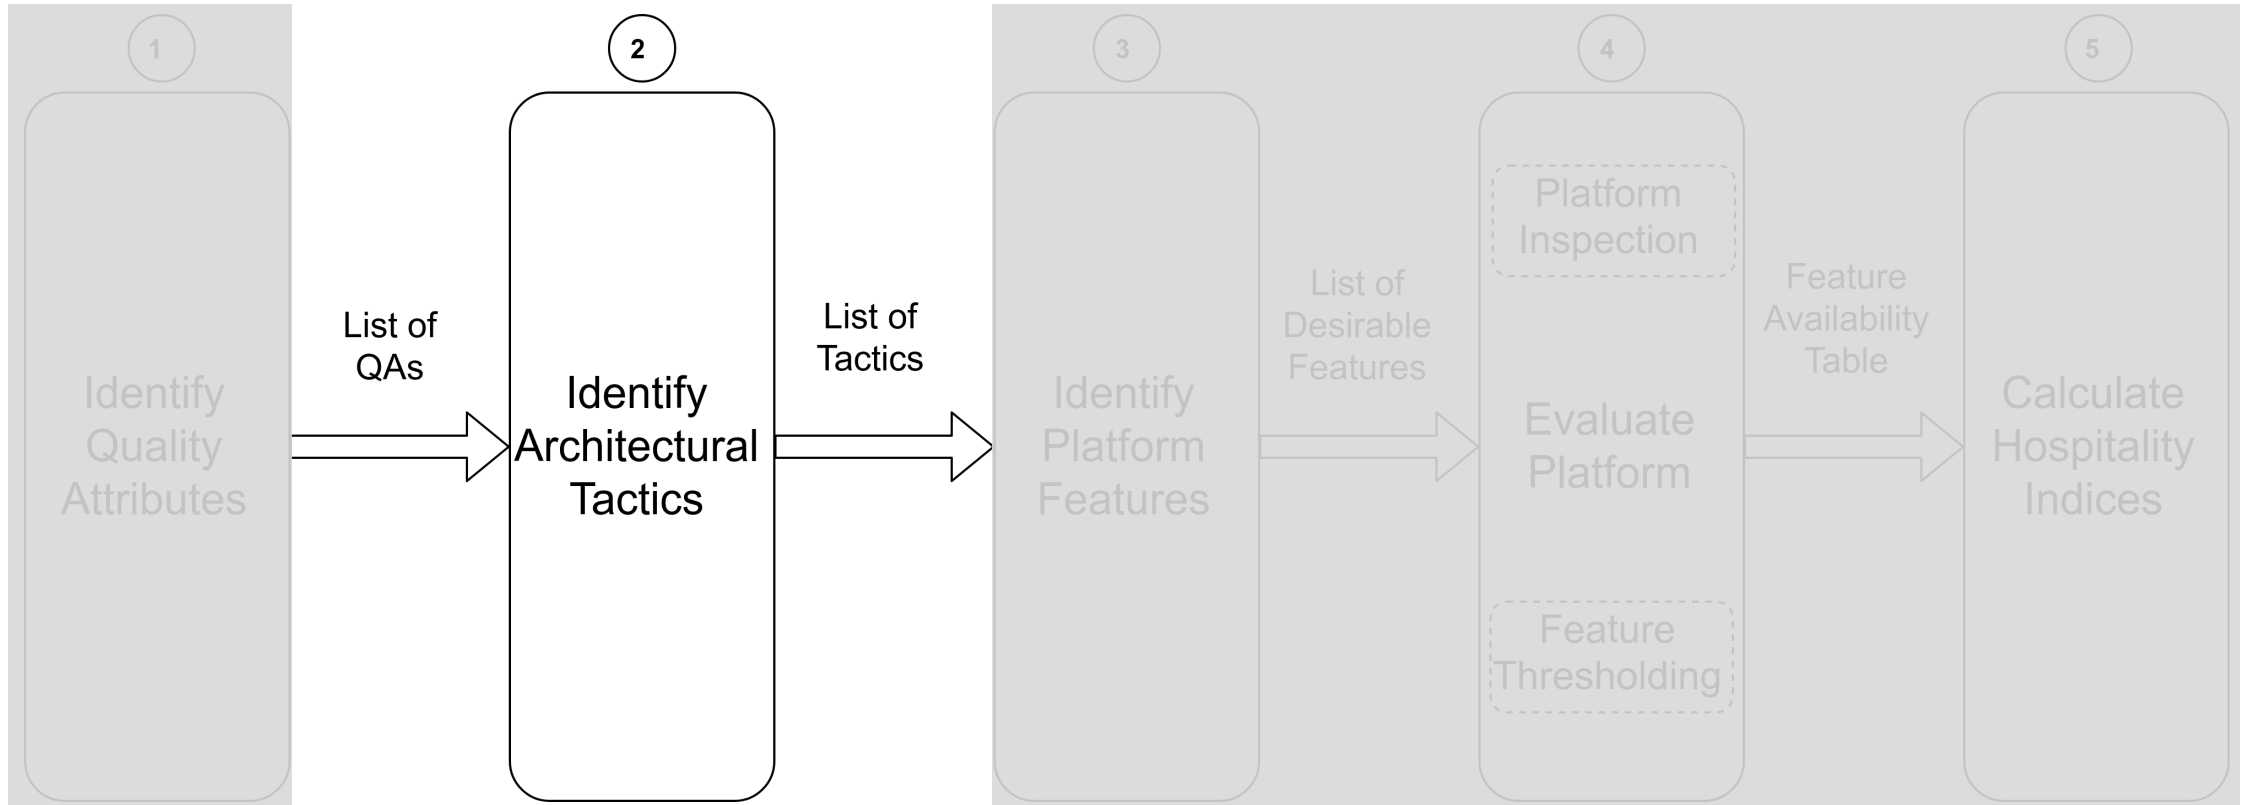 1
Identify
Quality
Attributes
List of
QAs
2
Identify
Architectural
Tactics
List of
Tactics
3
Identify
Platform
Features
List of
Desirable
Features
4
Platform
Inspection
Evaluate
Platform
Feature
Thresholding
Feature
Availability
Table
5
Calculate
Hospitality
Indices